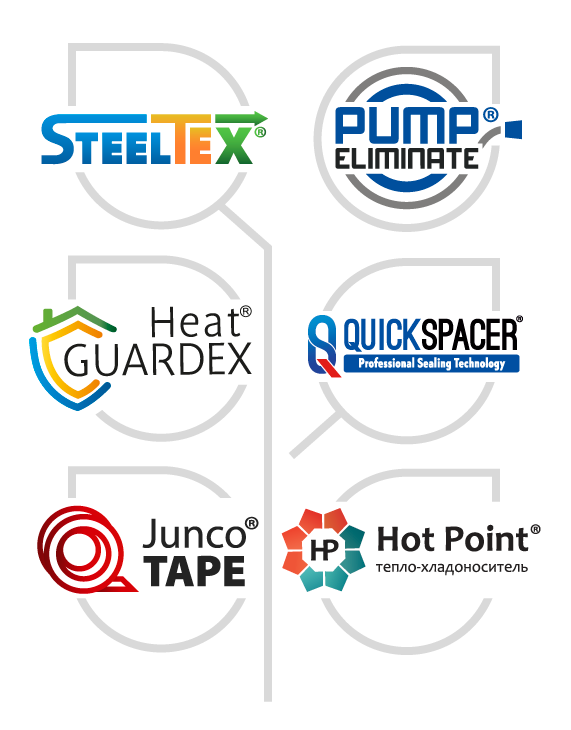 STEELTEX®
PUMP®
ELIMINATE
Heat®
GUARDEX
QUICKSPACER®
Professional Sealing Technology
Junco®
TAPE
HP
Hot Point®
тепло-хладоноситель